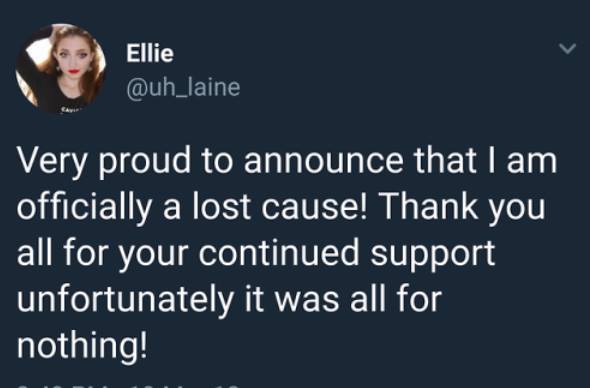 Ellie
@uh_laine
Very proud to announce that I am
officially a lost cause! Thank you
all for your continued support
unfortunately it was all for
nothing!